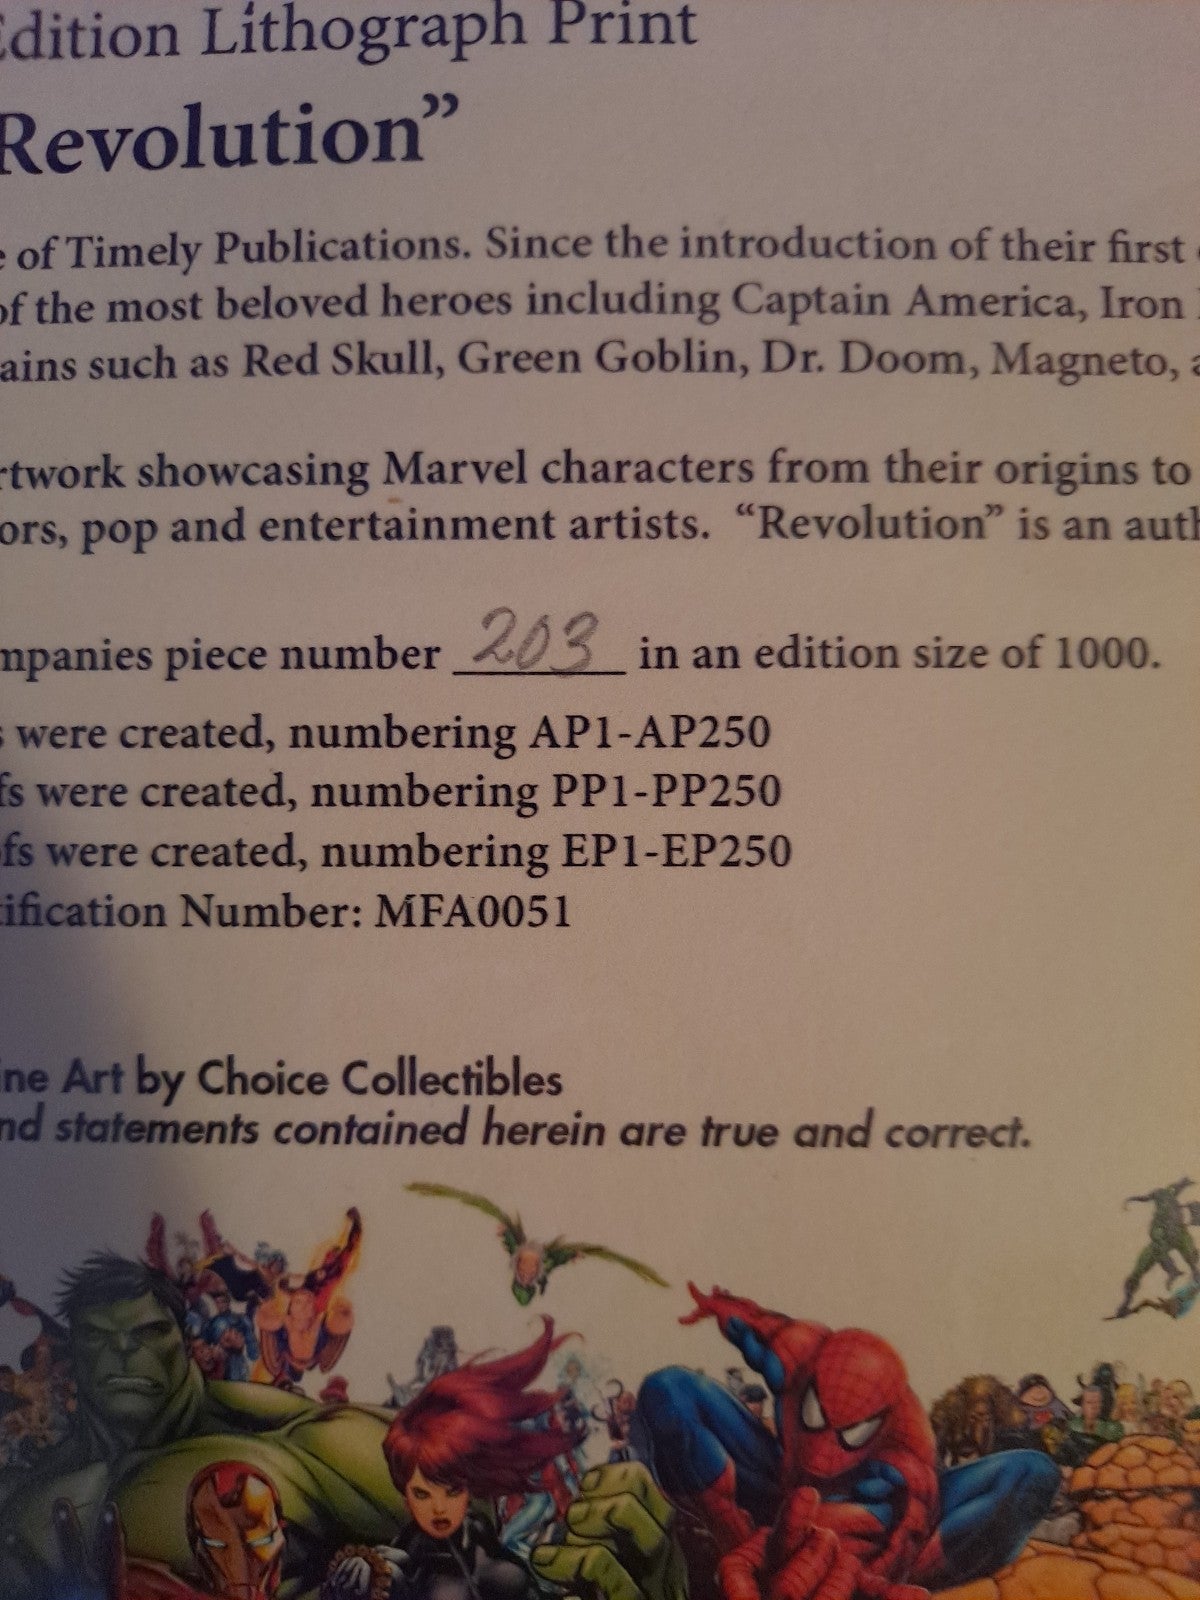 Edition Lithograph Print
Revolution”
of Timely Publications. Since the introduction of their first
of the most beloved heroes including Captain America, Iron
ains such as Red Skull, Green Goblin, Dr. Doom, Magneto,
rtwork showcasing Marvel characters from their origins to
ors, pop and entertainment artists. “Revolution” is an auth
mpanies piece number 203 in an edition size of 1000.
s were created, numbering AP1-AP250
fs were created, numbering PP1-PP250
ofs were created, numbering EP1-EP250
tification Number: MFA0051
ine Art by Choice Collectibles
nd statements contained herein are true and correct.